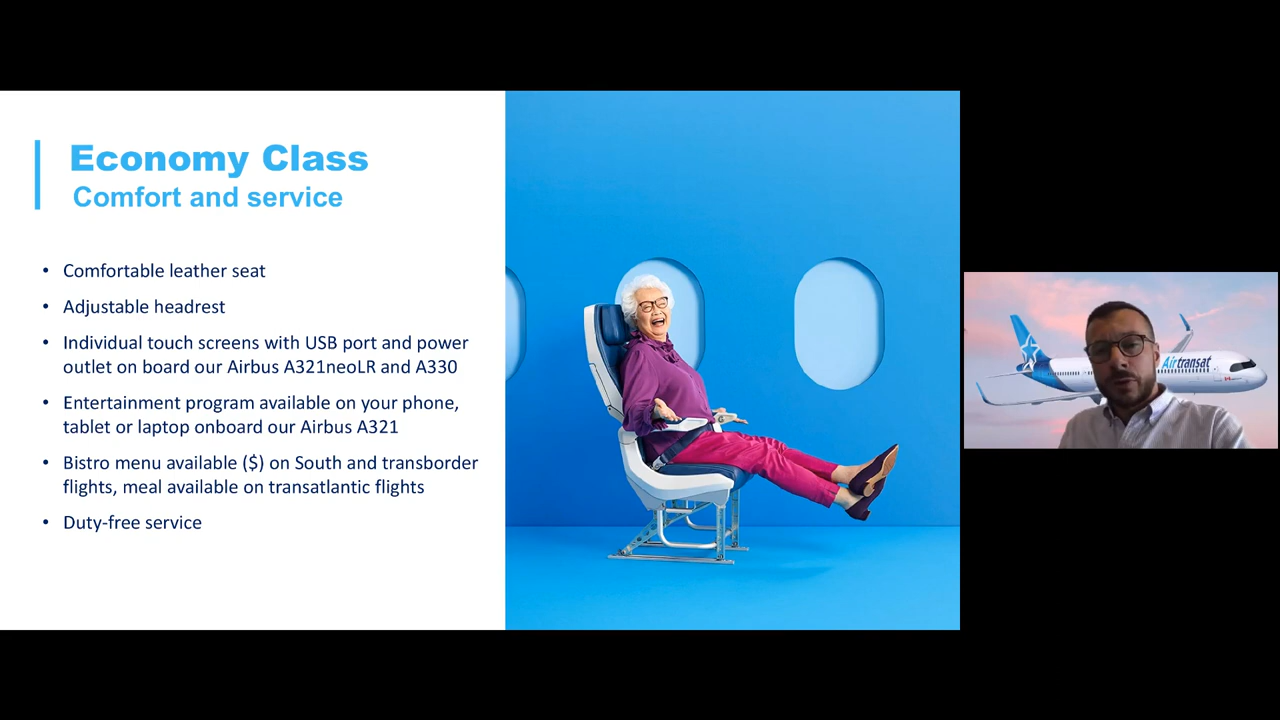 Economy Class
Comfort and service
• Comfortable leather seat
• Adjustable headrest
• Individual touch screens with USB port and power
outlet on board our Airbus A321neoLR and A330
• Entertainment program available on your phone,
tablet or laptop onboard our Airbus A321
• Bistro menu available ($) on South and transborder
flights, meal available on transatlantic flights
• Duty-free service
Airtransat